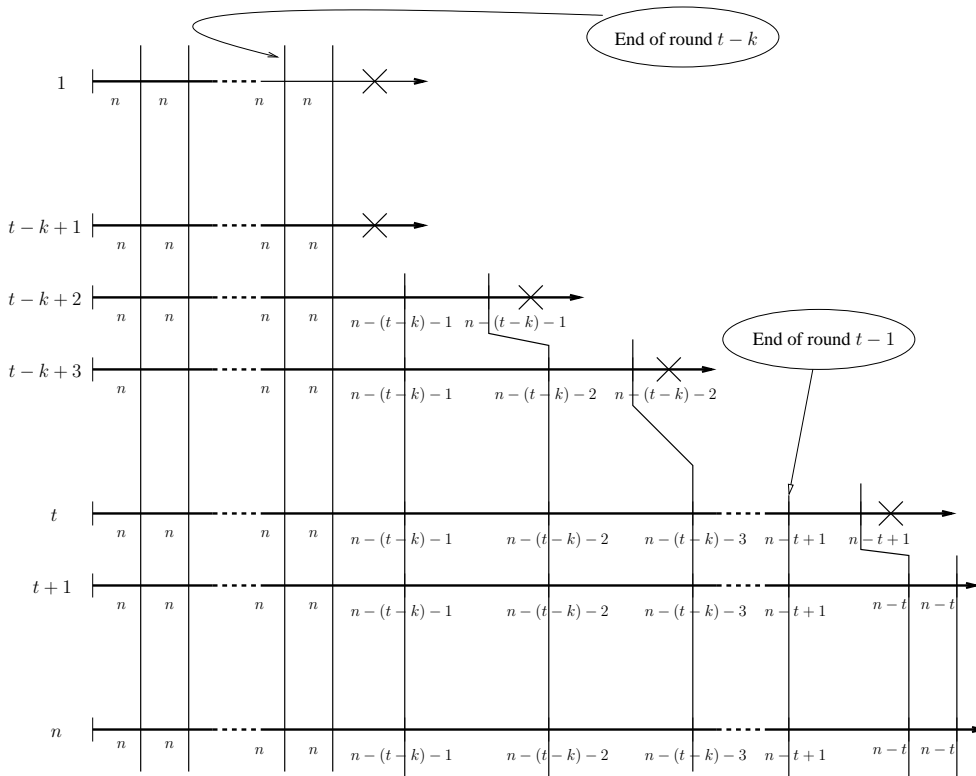 End of round t − k
1
n n n n
t − k + 1
n n n n
t − k + 2
n n n n n − (t − k) − 1 n − (t − k) − 1
End of round t − 1
t − k + 3
n n n n − (t − k) − 1 n − (t − k) − 2 n − (t − k) − 2
t
n n n n n − (t − k) − 1 n − (t − k) − 2 n − (t − k) − 3 n − t + 1 n − t + 1
t + 1
n n n n n − (t − k) − 1 n − (t − k) − 2 n − (t − k) − 3 n − t + 1 n − t n − t
n
n n n n n − (t − k) − 1 n − (t − k) − 2 n − (t − k) − 3 n − t + 1 n − t n − t